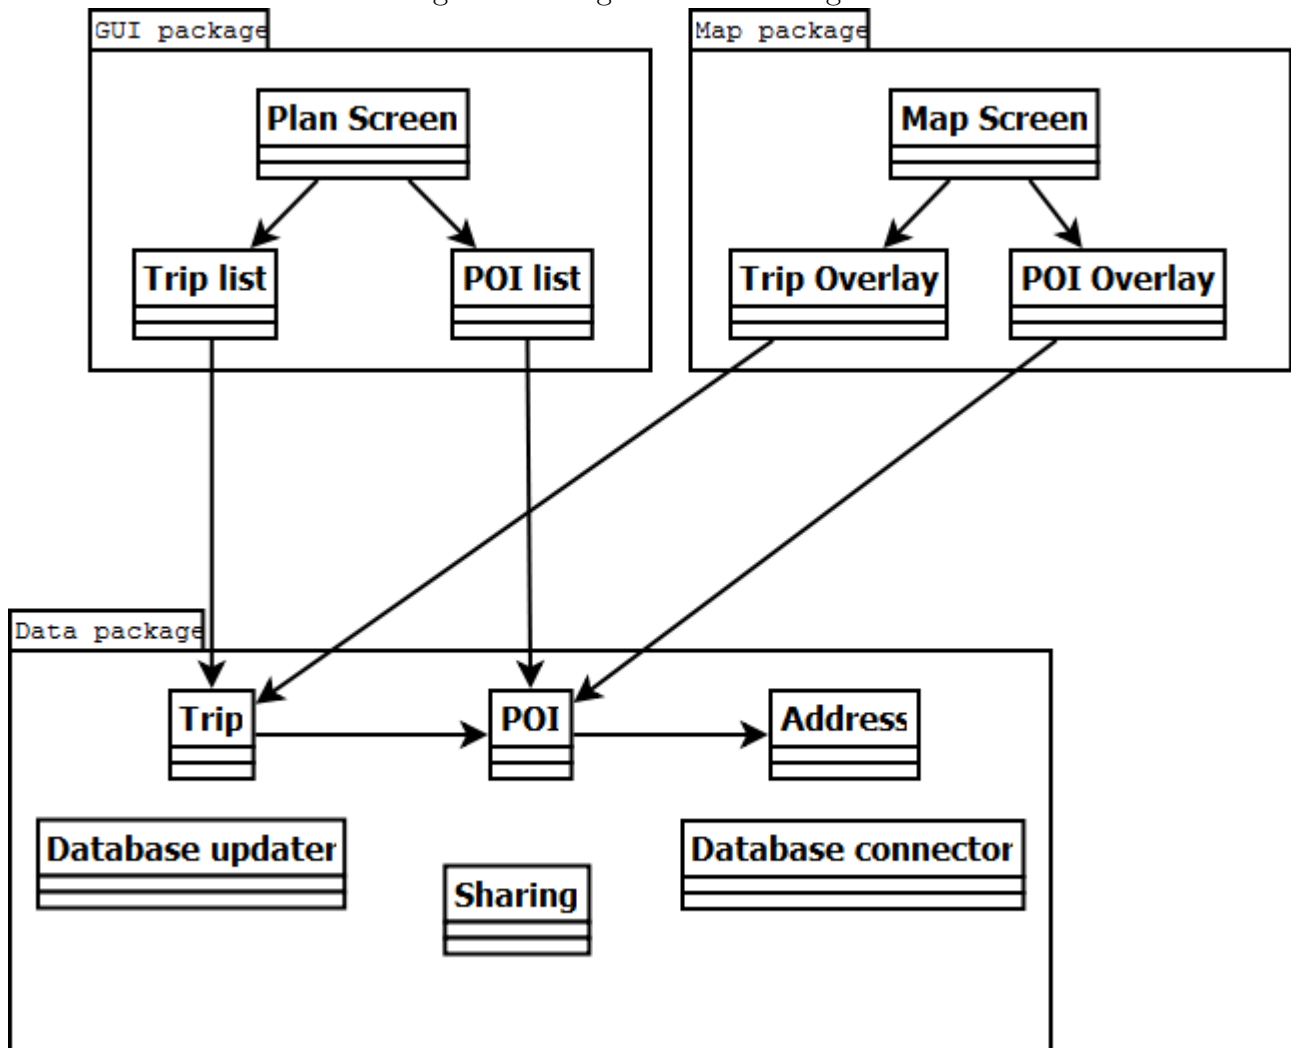 GUI package
Map package
Plan Screen
Map Screen
Trip list
POI list
Trip Overlay
POI Overlay
Data package
Trip
POI
Address
Database updater
Database connector
Sharing